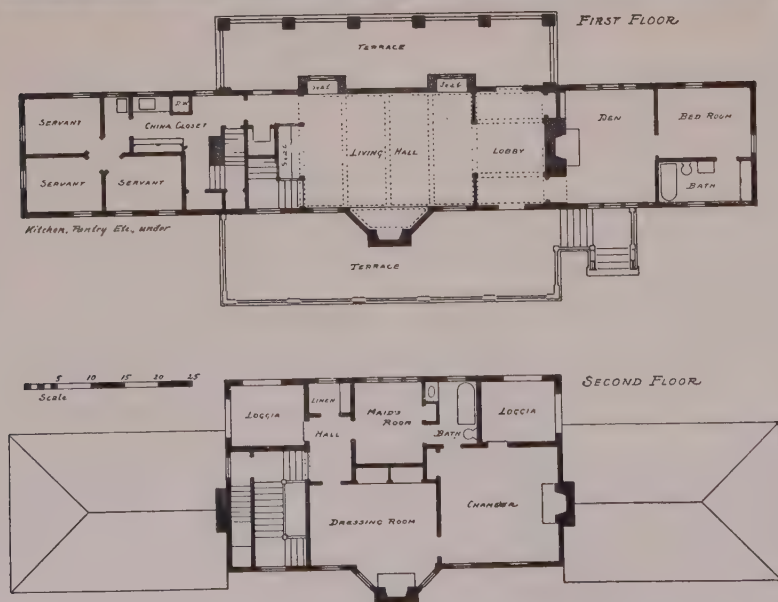 FIRST FLOOR
TERRACE
SEAT
SEAT
D.W.
SERVANT
CHINA CLOSET
SEAT
LIVING HALL
LOBBY
DEN
BED ROOM
SERVANT
SERVANT
BATH
Kitchen, Pantry Etc., under
TERRACE
5 10 15 20 25
Scale
SECOND FLOOR
LOGGIA
LINEN
MAID'S
ROOM
LOGGIA
HALL
BATH
CHAMBER
DRESSING ROOM